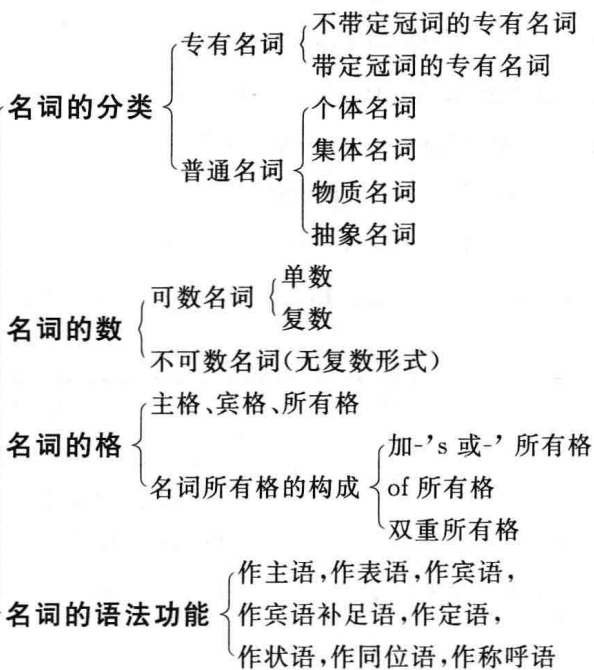 不带定冠词的专有名词
专有名词
带定冠词的专有名词
名词的分类
个体名词
集体名词
普通名词
物质名词
抽象名词
单数
可数名词
复数
名词的数
不可数名词(无复数形式)
主格、宾格、所有格
名词的格
加-’s 或-’ 所有格
名词所有格的构成
of 所有格
双重所有格
作主语,作表语,作宾语,
名词的语法功能
作宾语补足语,作定语,
作状语,作同位语,作称呼语